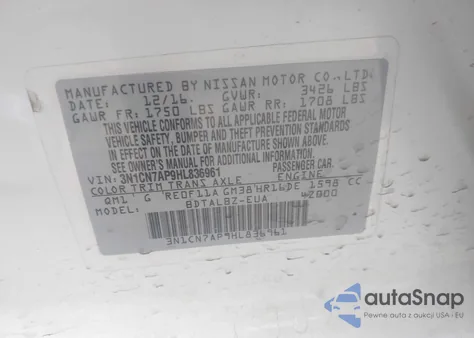 MANUFACTURED BY NISSAN MOTOR CO.,LTD.
DATE: 12/16 GVWR: 3426 LBS
GAWR FR: 1750 LBS GAWR RR: 1708 LBS
THIS VEHICLE CONFORMS TO ALL APPLICABLE FEDERAL MOTOR
VEHICLE SAFETY, BUMPER AND THEFT PREVENTION STANDARDS IN
EFFECT ON THE DATE OF MANUFACTURE SHOWN ABOVE.
SEE OWNER'S MANUAL FOR ADDITIONAL INFORMATION
3N1CN7AP9HL836961 PASSENGER CAR
COLOR TRIM TRANS AXLE ENGINE
QM1 G RE0F11A GM38 HR16DE 1598 CC
BDTALBZ-EUA 42800
3N1CN7AP9HL836961
autoSnap
Pewne auta z aukcji USA i EU